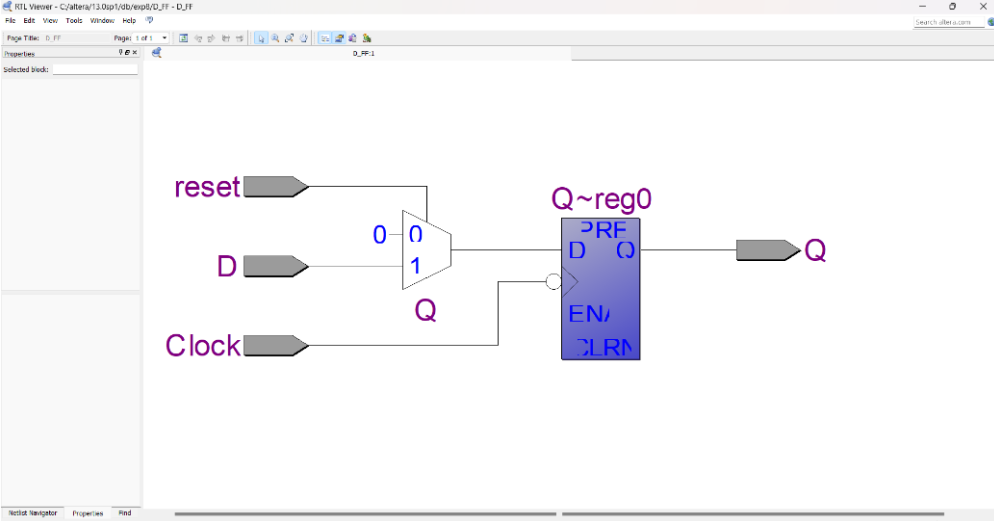 RTL Viewer - C:/altera/13.0sp1/db/exp8/D_FF - D_FF
File Edit View Tools Window Help
Search altera.com
Page Title: D_FF Page: 1 of 1
Properties
D_FF:1
Selected block:
reset
Q~reg0
0 0
PRE
D Q
Q
D
1
Q
ENA
Clock
CLRN
Netlist Navigator Properties Find